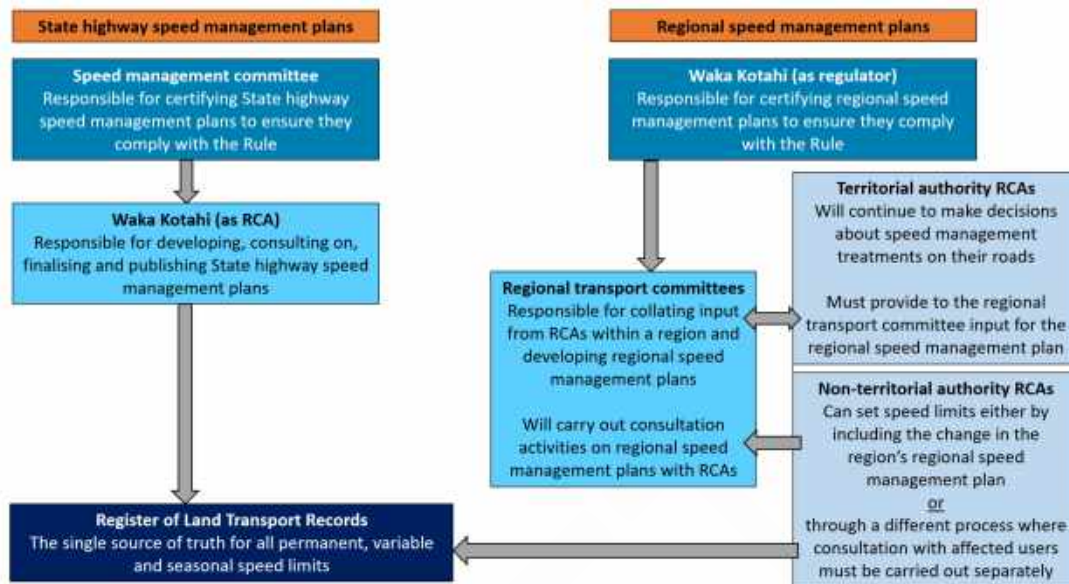 State highway speed management plans
Speed management committee
Responsible for certifying State highway
speed management plans to ensure they
comply with the Rule
Waka Kotahi (as RCA)
Responsible for developing, consulting on,
finalising and publishing State highway speed
management plans
Regional speed management plans
Waka Kotahi (as regulator)
Responsible for certifying regional speed
management plans to ensure they comply
with the Rule
Regional transport committees
Responsible for collating input
from RCAs within a region and
developing regional speed
management plans
Will carry out consultation
activities on regional speed
management plans with RCAs
Territorial authority RCAs
Will continue to make decisions
about speed management
treatments on their roads
Must provide to the regional
transport committee input for the
regional speed management plan
Non-territorial authority RCAs
Can set speed limits either by
including the change in the
region's regional speed
management plan
or
through a different process where
consultation with affected users
must be carried out separately
Register of Land Transport Records
The single source of truth for all permanent, variable
and seasonal speed limits